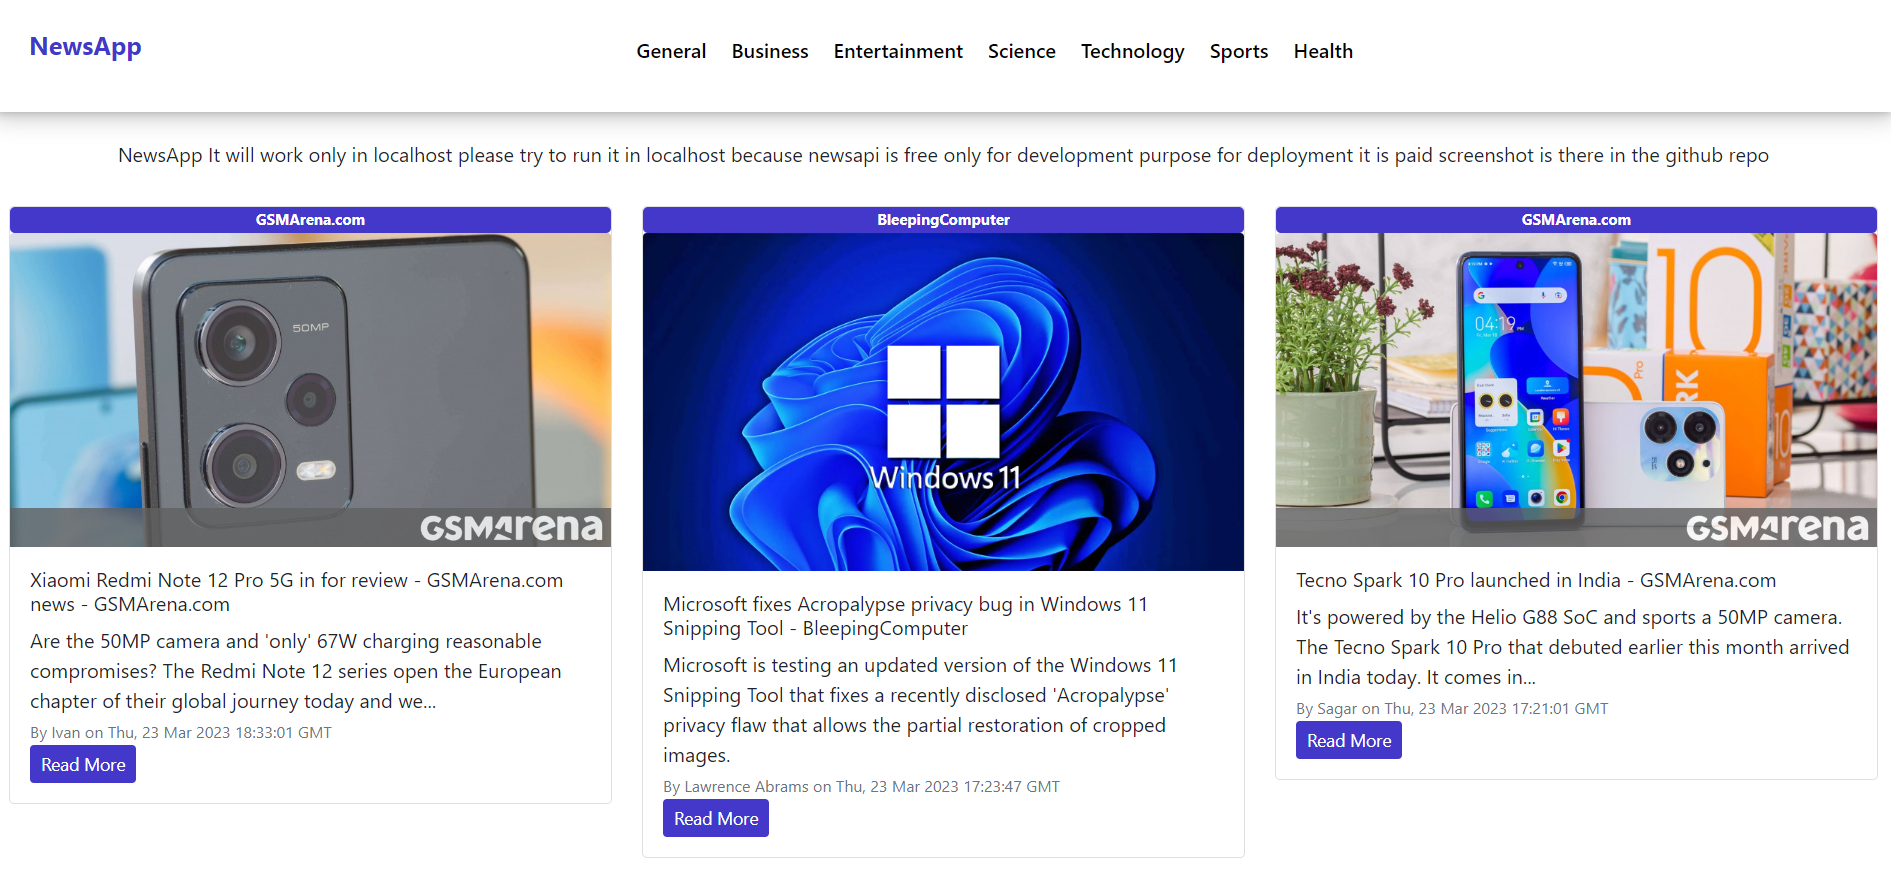 NewsApp
General Business Entertainment Science Technology Sports Health
NewsApp It will work only in localhost please try to run it in localhost because newsapi is free only for development purpose for deployment it is paid screenshot is there in the github repo
GSMArena.com
50MP
GSMArena
Xiaomi Redmi Note 12 Pro 5G in for review - GSMArena.com
news - GSMArena.com
Are the 50MP camera and 'only' 67W charging reasonable
compromises? The Redmi Note 12 series open the European
chapter of their global journey today and we...
By Ivan on Thu, 23 Mar 2023 18:33:01 GMT
Read More
BleepingComputer
Windows 11
Microsoft fixes Acropalypse privacy bug in Windows 11
Snipping Tool - BleepingComputer
Microsoft is testing an updated version of the Windows 11
Snipping Tool that fixes a recently disclosed 'Acropalypse'
privacy flaw that allows the partial restoration of cropped
images.
By Lawrence Abrams on Thu, 23 Mar 2023 17:23:47 GMT
Read More
GSMArena.com
10
04:19 PM
Pro
10
GSMArena
Tecno Spark 10 Pro launched in India - GSMArena.com
It's powered by the Helio G88 SoC and sports a 50MP camera.
The Tecno Spark 10 Pro that debuted earlier this month arrived
in India today. It comes in...
By Sagar on Thu, 23 Mar 2023 17:21:01 GMT
Read More